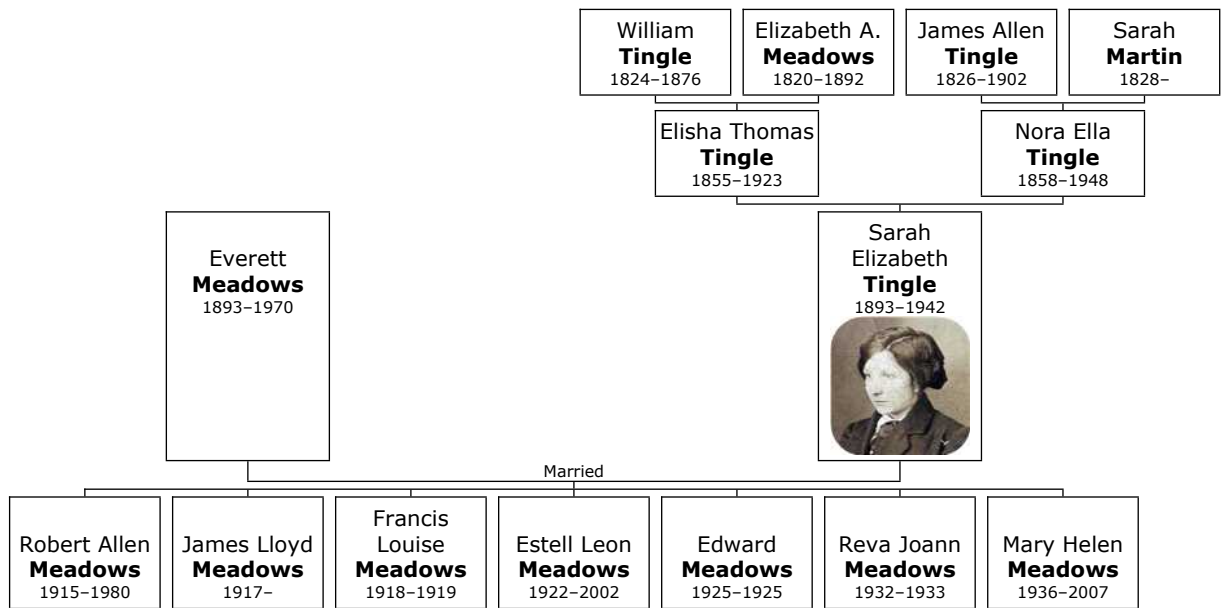 William
Tingle
1824–1876
Elizabeth A.
Meadows
1820–1892
James Allen
Tingle
1826–1902
Sarah
Martin
1828–
Elisha Thomas
Tingle
1855–1923
Nora Ella
Tingle
1858–1948
Everett
Meadows
1893–1970
Sarah
Elizabeth
Tingle
1893–1942
Married
Robert Allen
Meadows
1915–1980
James Lloyd
Meadows
1917–
Francis
Louise
Meadows
1918–1919
Estell Leon
Meadows
1922–2002
Edward
Meadows
1925–1925
Reva Joann
Meadows
1932–1933
Mary Helen
Meadows
1936–2007